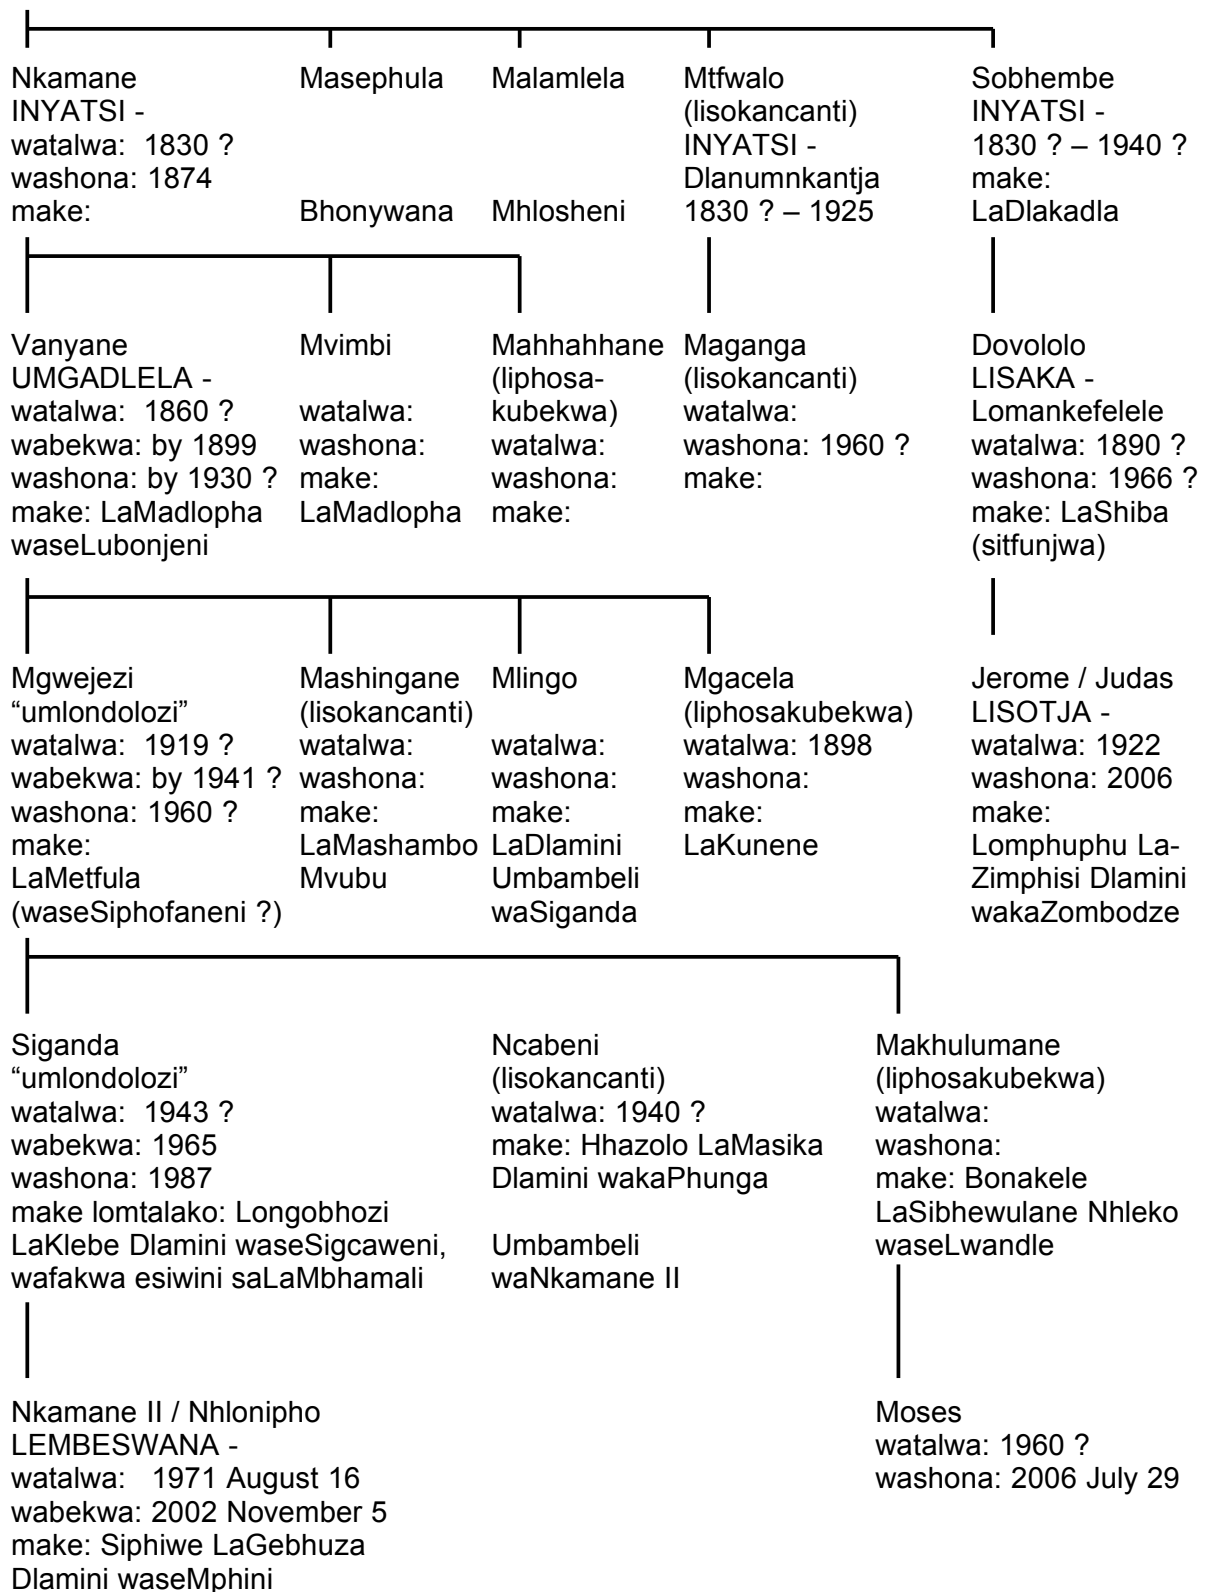 Nkamane
INYATSI -
watalwa: 1830 ?
washona: 1874
make:
Masephula
Bhonywana
Malamlela
Mhlosheni
Mtfwalo
(lisokancanti)
INYATSI -
Dlanumnkantja
1830 ? – 1925
Sobhembe
INYATSI -
1830 ? – 1940 ?
make:
LaDlakadla
Vanyane
UMGADLELA -
watalwa: 1860 ?
wabekwa: by 1899
washona: by 1930 ?
make: LaMadlopha
waseLubonjeni
Mvimbi
watalwa:
washona:
make:
LaMadlopha
Mahhahhane
(liphosa-
kubekwa)
watalwa:
washona:
make:
Maganga
(lisokancanti)
watalwa:
washona: 1960 ?
make:
Dovololo
LISAKA -
Lomankefelele
watalwa: 1890 ?
washona: 1966 ?
make: LaShiba
(sitfunjwa)
Mgwejezi
“umlondolozi”
watalwa: 1919 ?
wabekwa: by 1941 ?
washona: 1960 ?
make:
LaMetfula
(waseSiphofaneni ?)
Mashingane
(lisokancanti)
watalwa:
washona:
make:
LaMashambo
Mvubu
Mlingo
watalwa:
washona:
make:
LaDlamini
Umbambeli
waSiganda
Mgacela
(liphosakubekwa)
watalwa: 1898
washona:
make:
LaKunene
Jerome / Judas
LISOTJA -
watalwa: 1922
washona: 2006
make:
Lomphuphu La-
Zimphisi Dlamini
wakaZombodze
Siganda
“umlondolozi”
watalwa: 1943 ?
wabekwa: 1965
washona: 1987
make lomtalako: Longobhozi
LaKlebe Dlamini waseSigcaweni,
wafakwa esiwini saLaMbhamali
Ncabeni
(lisokancanti)
watalwa: 1940 ?
make: Hhazolo LaMasika
Dlamini wakaPhunga
Umbambeli
waNkamane II
Makhulumane
(liphosakubekwa)
watalwa:
washona:
make: Bonakele
LaSibhewulane Nhleko
waseLwandle
Nkamane II / Nhlonipho
LEMBESWANA -
watalwa: 1971 August 16
wabekwa: 2002 November 5
make: Siphiwe LaGebhuza
Dlamini waseMphini
Moses
watalwa: 1960 ?
washona: 2006 July 29